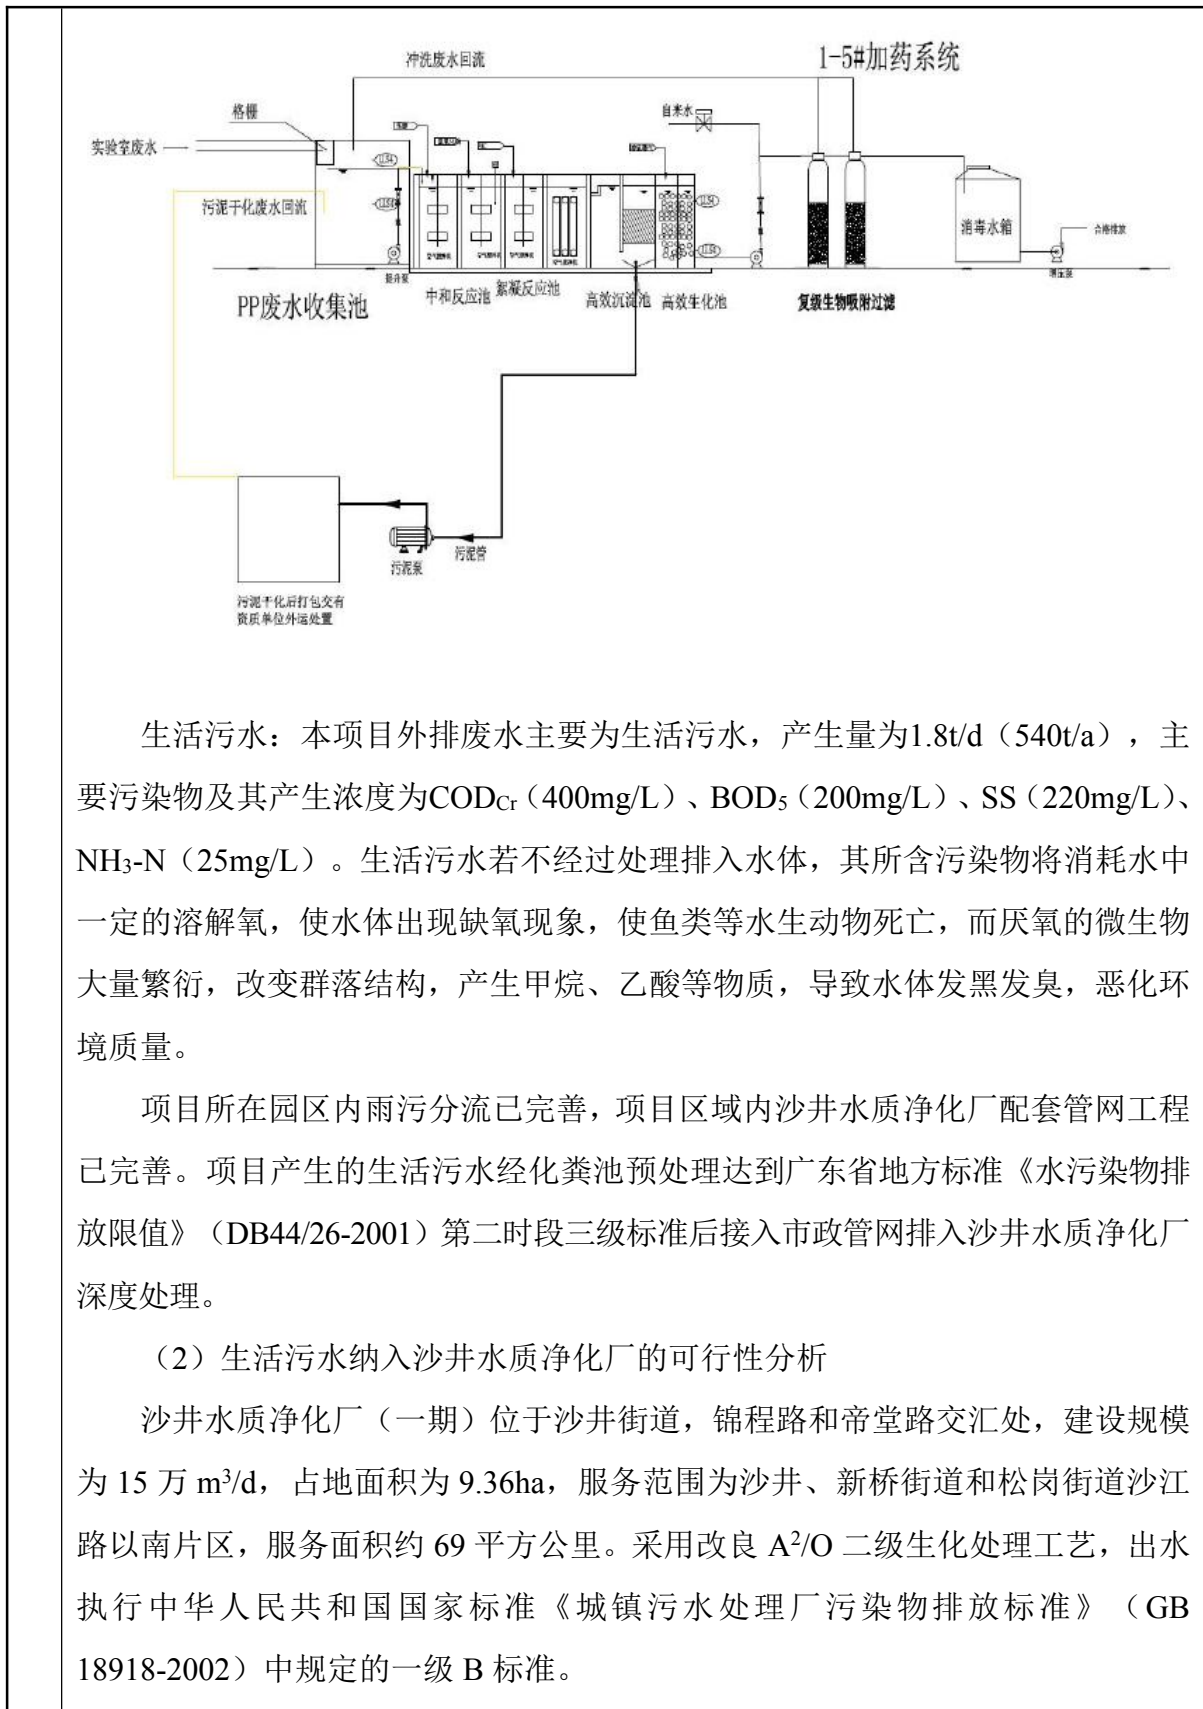 1-5#加药系统
冲洗废水回流
格栅
自来水
实验室废水
污泥干化废水回流
消毒水箱
合格排放
提升泵
增压泵
中和反应池
絮凝反应池
高效沉淀池
高效生化池
复级生物吸附过滤
PP废水收集池
污泥泵
污泥管
污泥干化后打包交有
资质单位外运处置
生活污水：本项目外排废水主要为生活污水，产生量为1.8t/d（540t/a），主
要污染物及其产生浓度为CODCr（400mg/L）、BOD5（200mg/L）、SS（220mg/L）、
NH3-N（25mg/L）。生活污水若不经过处理排入水体，其所含污染物将消耗水中
一定的溶解氧，使水体出现缺氧现象，使鱼类等水生动物死亡，而厌氧的微生物
大量繁衍，改变群落结构，产生甲烷、乙酸等物质，导致水体发黑发臭，恶化环
境质量。
项目所在园区内雨污分流已完善，项目区域内沙井水质净化厂配套管网工程
已完善。项目产生的生活污水经化粪池预处理达到广东省地方标准《水污染物排
放限值》（DB44/26-2001）第二时段三级标准后接入市政管网排入沙井水质净化厂
深度处理。
（2）生活污水纳入沙井水质净化厂的可行性分析
沙井水质净化厂（一期）位于沙井街道，锦程路和帝堂路交汇处，建设规模
为 15 万 m³/d，占地面积为 9.36ha，服务范围为沙井、新桥街道和松岗街道沙江
路以南片区，服务面积约 69 平方公里。采用改良 A²/O 二级生化处理工艺，出水
执行中华人民共和国国家标准《城镇污水处理厂污染物排放标准》（GB
18918-2002）中规定的一级 B 标准。